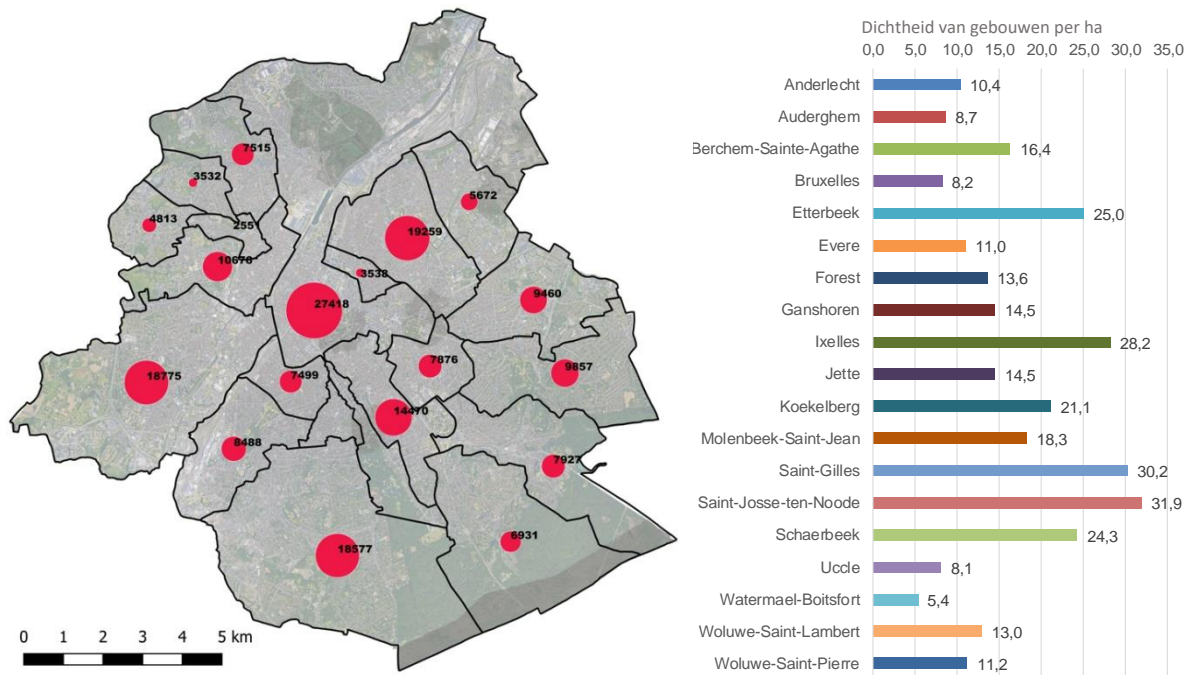 7515
3532
5672
4813
2551
19259
10678
3538
9460
27418
7876
9857
7499
18775
14470
8488
7927
6931
18577
0 1 2 3 4 5 km
Dichtheid van gebouwen per ha
0,0 5,0 10,0 15,0 20,0 25,0 30,0 35,0
Anderlecht 10,4
Auderghem 8,7
Berchem-Sainte-Agathe 16,4
Bruxelles 8,2
Etterbeek 25,0
Evere 11,0
Forest 13,6
Ganshoren 14,5
Ixelles 28,2
Jette 14,5
Koekelberg 21,1
Molenbeek-Saint-Jean 18,3
Saint-Gilles 30,2
Saint-Josse-ten-Noode 31,9
Schaerbeek 24,3
Uccle 8,1
Watermael-Boitsfort 5,4
Woluwe-Saint-Lambert 13,0
Woluwe-Saint-Pierre 11,2